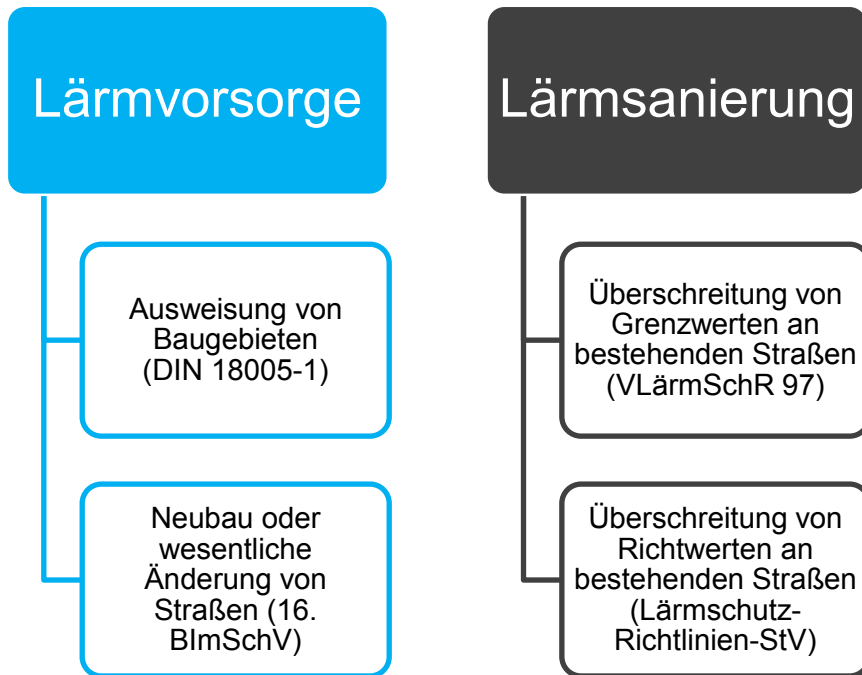 Lärmvorsorge
Ausweisung von
Baugebieten
(DIN 18005-1)
Neubau oder
wesentliche
Änderung von
Straßen (16.
BImSchV)
Lärmsanierung
Überschreitung von
Grenzwerten an
bestehenden Straßen
(VLärmSchR 97)
Überschreitung von
Richtwerten an
bestehenden Straßen
(Lärmschutz-
Richtlinien-StV)